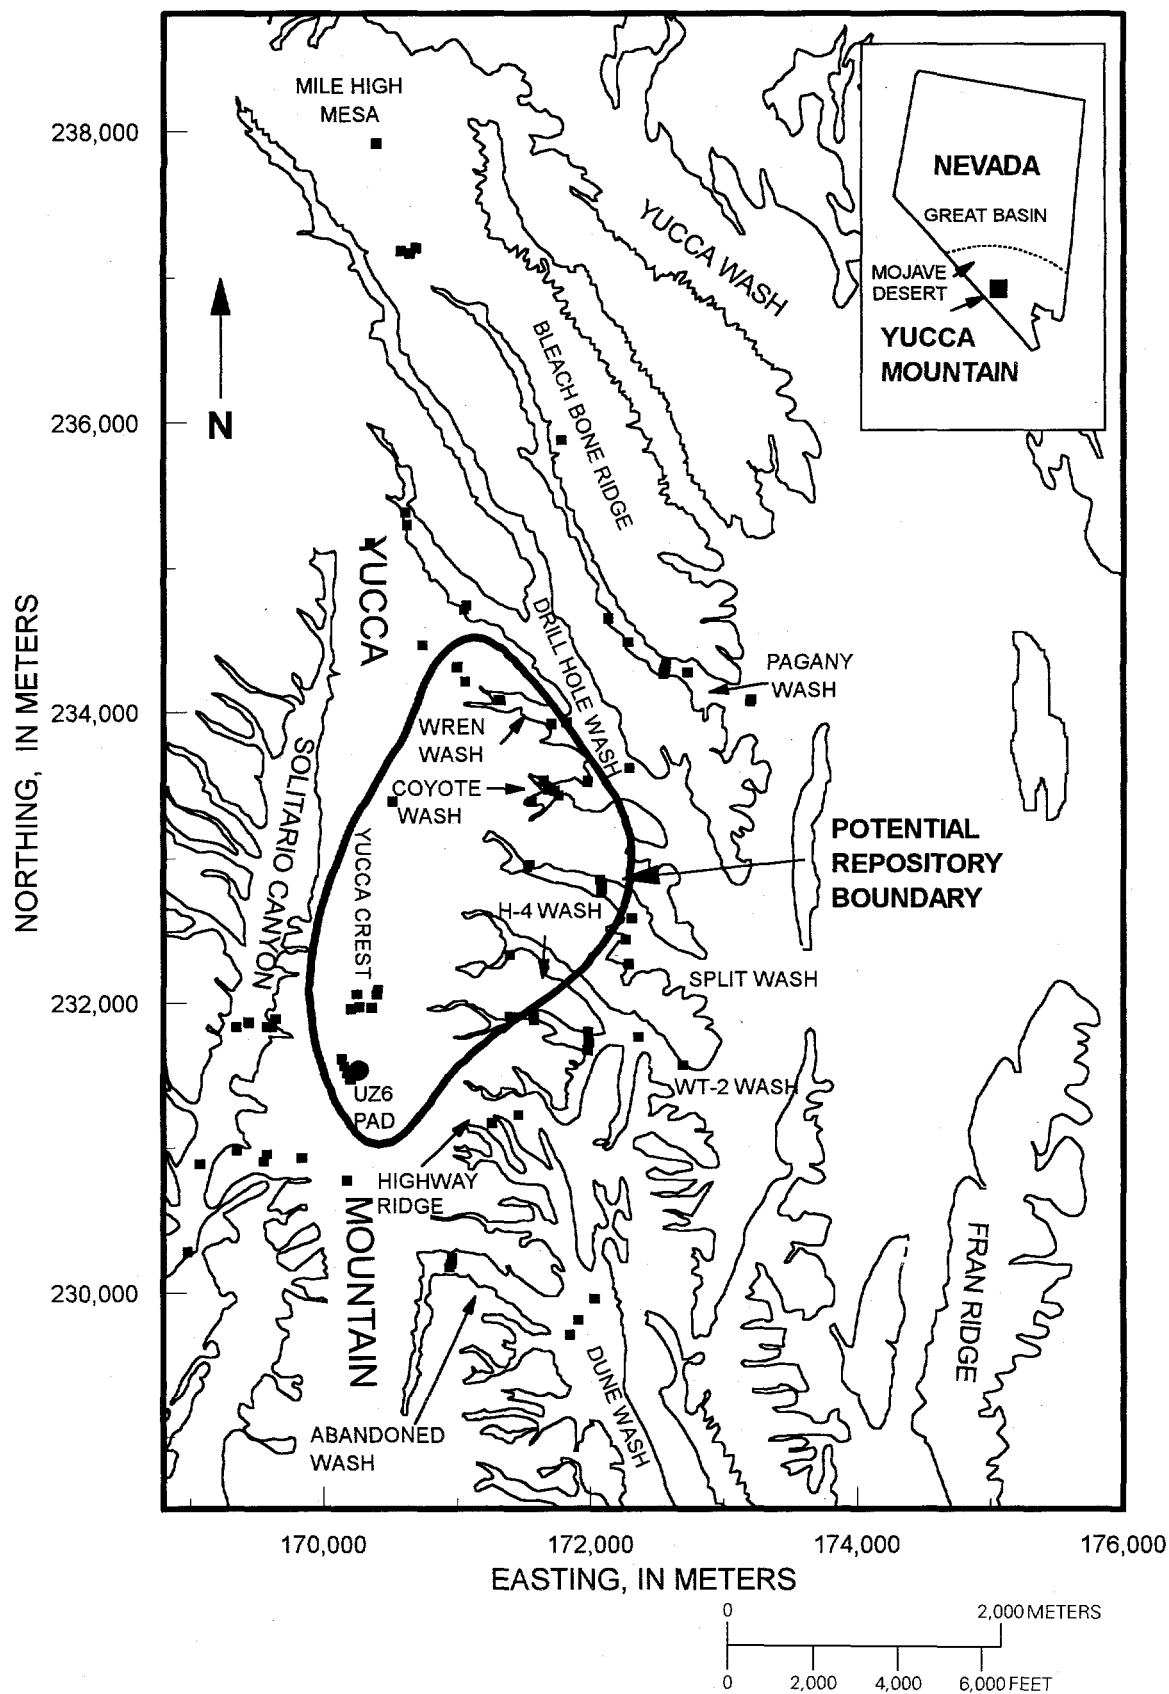 MILE HIGH
MESA
238,000
NEVADA
GREAT BASIN
MOJAVE
DESERT
YUCCA
MOUNTAIN
YUCCA WASH
N
236,000
BLEACH BONE RIDGE
YUCCA
DRILL HOLE WASH
PAGANY
WASH
234,000
WREN
WASH
COYOTE
WASH
SOLITARIO CANYON
YUCCA CREST
POTENTIAL
REPOSITORY
BOUNDARY
NORTHING, IN METERS
H-4 WASH
SPLIT WASH
232,000
WT-2 WASH
UZ6
PAD
HIGHWAY
RIDGE
MOUNTAIN
FRAN RIDGE
230,000
DUNE WASH
ABANDONED
WASH
170,000
172,000
174,000
176,000
EASTING, IN METERS
0
2,000 METERS
0
2,000
4,000
6,000 FEET